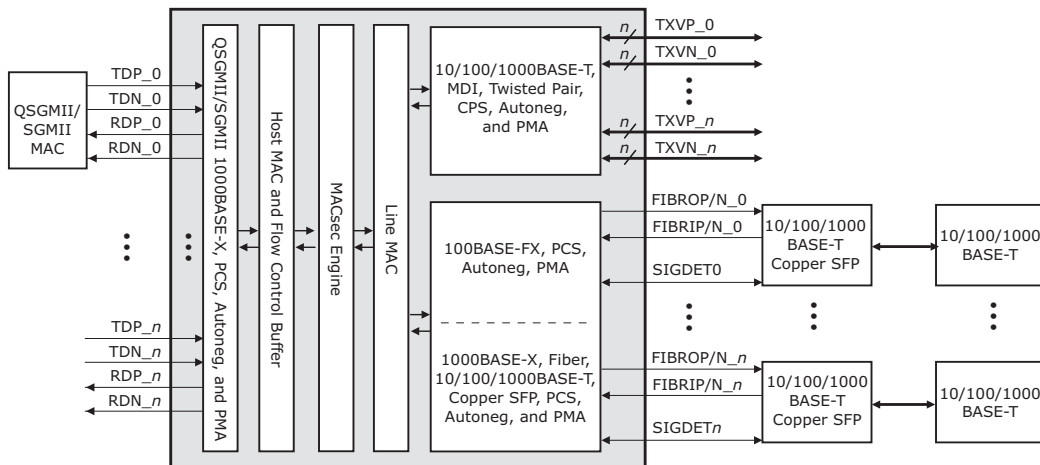 QSGMII/
SGMII
MAC
TDP_0
TDN_0
RDP_0
RDN_0
TDP_n
TDN_n
RDP_n
RDN_n
QSGMII/SGMII 1000BASE-X, PCS, Autoneg, and PMA
Host MAC and Flow Control Buffer
MACsec Engine
Line MAC
10/100/1000BASE-T,
MDI, Twisted Pair,
CPS, Autoneg,
and PMA
n
TXVP_0
n
TXVN_0
n
TXVP_n
n
TXVN_n
100BASE-FX, PCS,
Autoneg, PMA
1000BASE-X, Fiber,
10/100/1000BASE-T,
Copper SFP, PCS,
Autoneg, and PMA
FIBROP/N_0
FIBRIP/N_0
SIGDET0
FIBROP/N_n
FIBRIP/N_n
SIGDETn
10/100/1000
BASE-T
Copper SFP
10/100/1000
BASE-T
10/100/1000
BASE-T
Copper SFP
10/100/1000
BASE-T